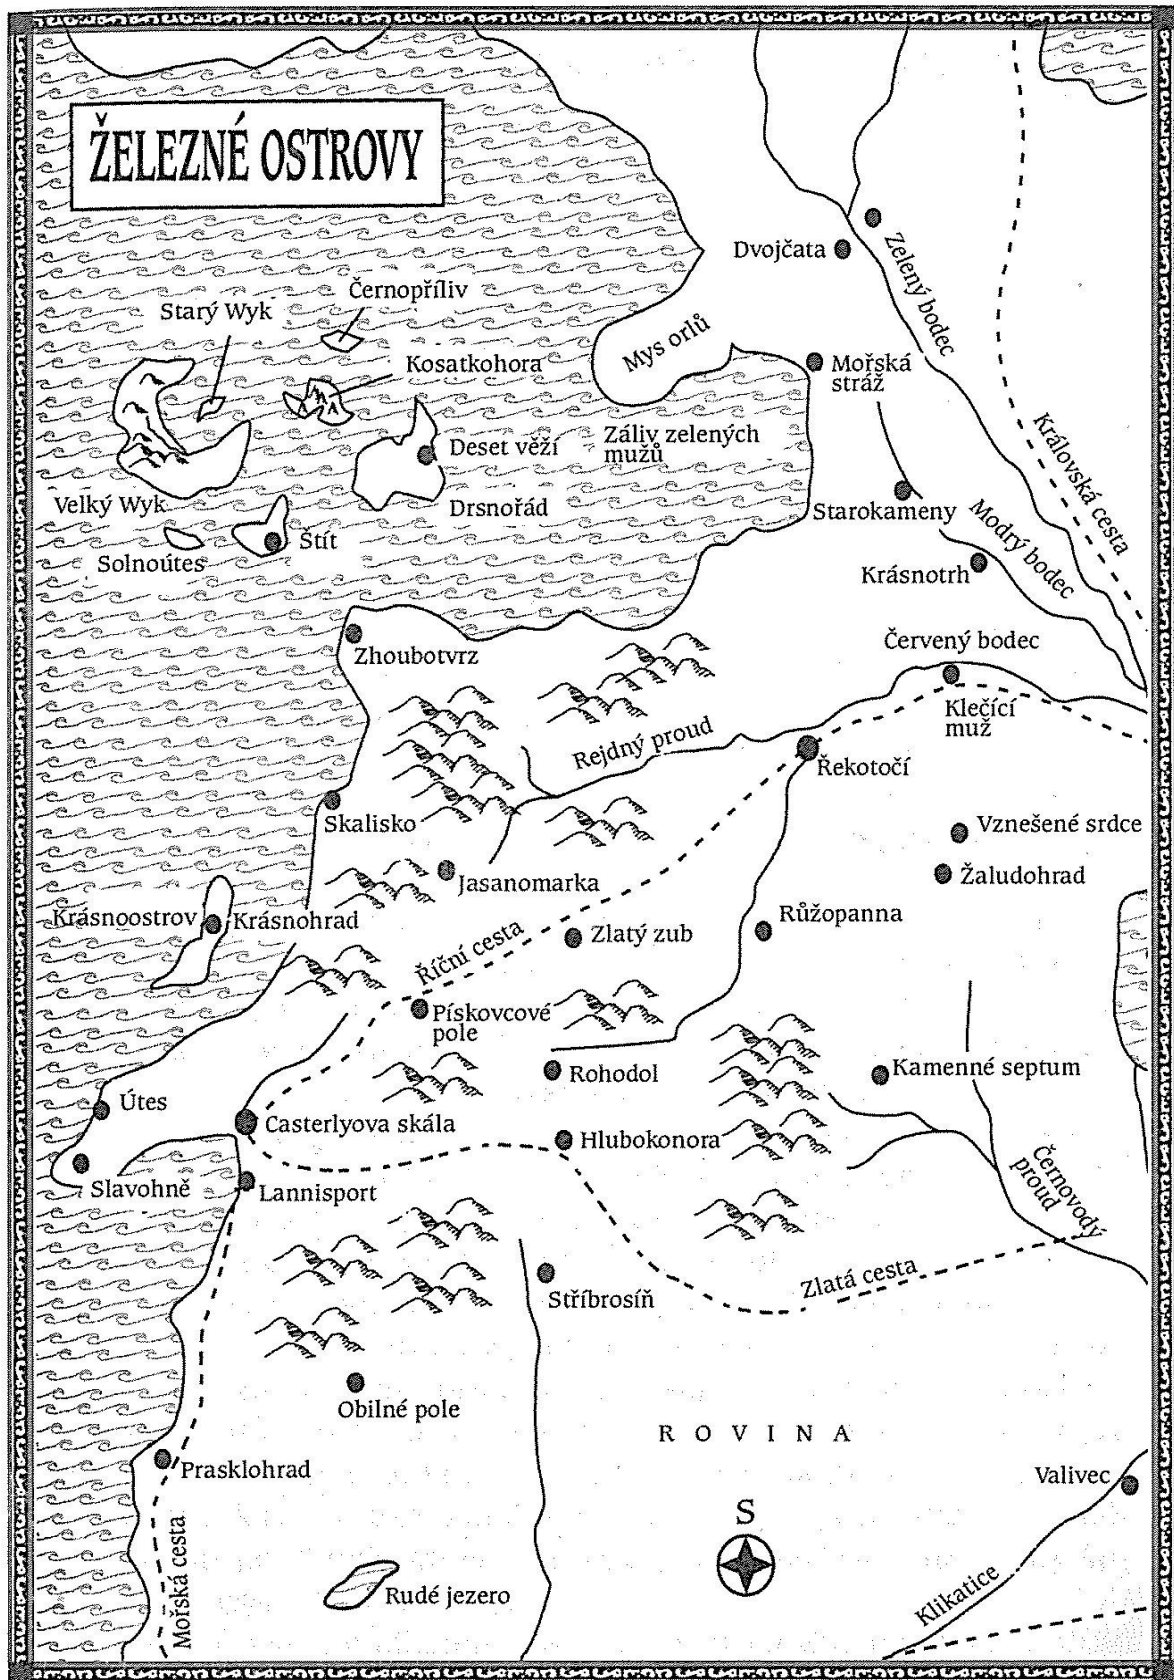 ŽELEZNÉ OSTROVY
Dvojčata
Zelený bodec
Černopříliv
Starý Wyk
Kosatkohora
Mys orlů
Mořská
stráž
Královská cesta
Deset věží
Záliv zelených
mužů
Velký Wyk
Drsnořád
Starokameny
Modrý bodec
Štít
Solnoútes
Krásnotrh
Zhoubotvrz
Červený bodec
Klečící
muž
Rejdný proud
Řekotočí
Skalisko
Vznešené srdce
Jasanomarka
Žaludohrad
Krásnoostrov
Krásnohrad
Růžopanna
Zlatý zub
Říční cesta
Pískovcové
pole
Rohodol
Kamenné septum
Útes
Casterlyova skála
Hlubokonora
Slavohně
Lannisport
Černovodý
proud
Zlatá cesta
Stříbrosíň
Obilné pole
ROVINA
Prasklohrad
Valivec
S
Mořská cesta
Rudé jezero
Klikatice